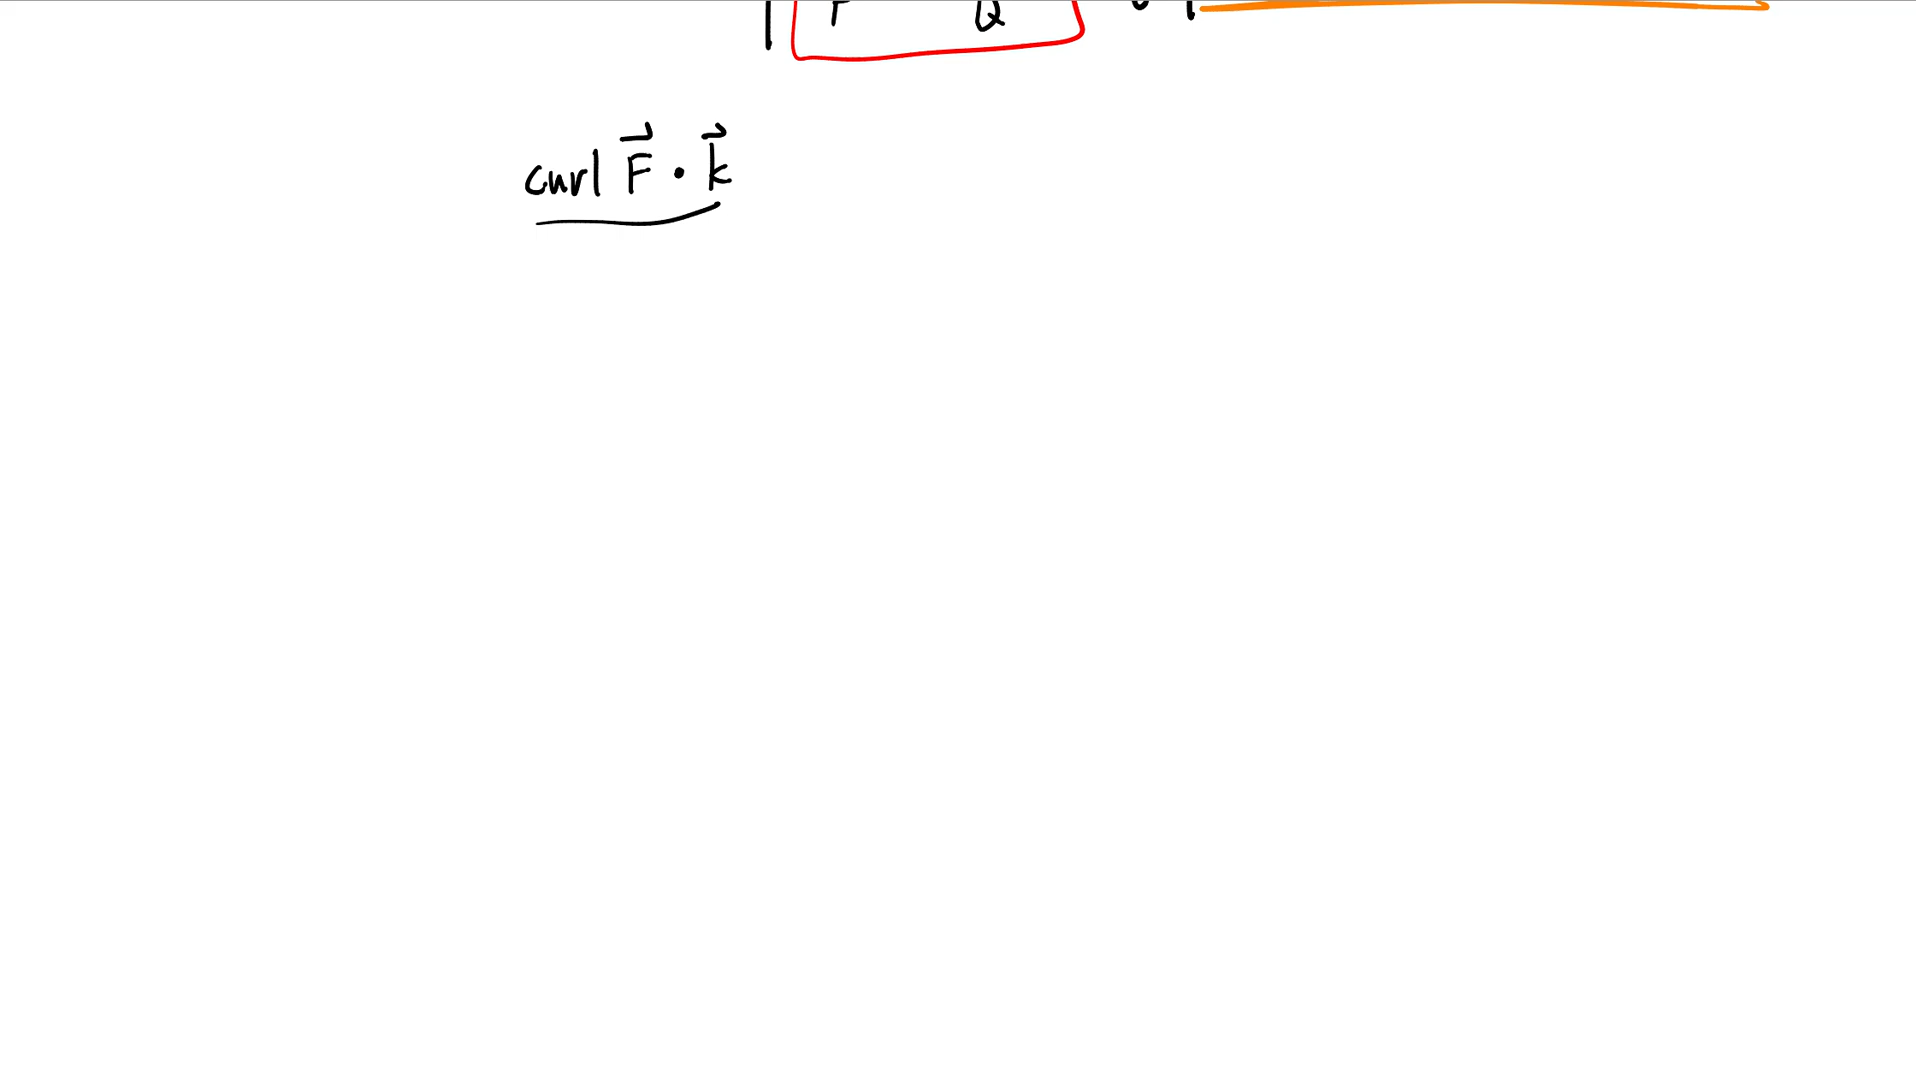 Q
curl F⃗ · k⃗